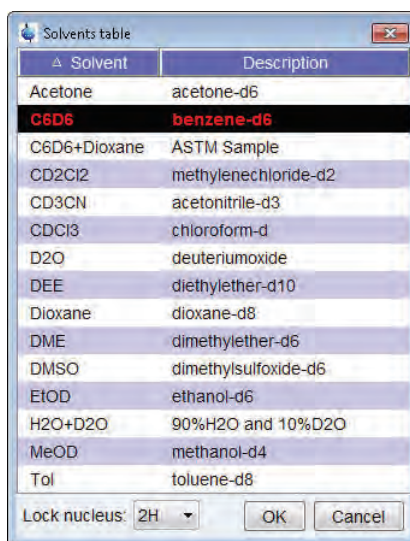 Solvents table
Solvent Description
Acetone acetone-d6
C6D6 benzene-d6
C6D6+Dioxane ASTM Sample
CD2Cl2 methylenechloride-d2
CD3CN acetonitrile-d3
CDCl3 chloroform-d
D2O deuteriumoxide
DEE diethylether-d10
Dioxane dioxane-d8
DME dimethylether-d6
DMSO dimethylsulfoxide-d6
EtOD ethanol-d6
H2O+D2O 90%H2O and 10%D2O
MeOD methanol-d4
Tol toluene-d8
Lock nucleus: 2H OK Cancel